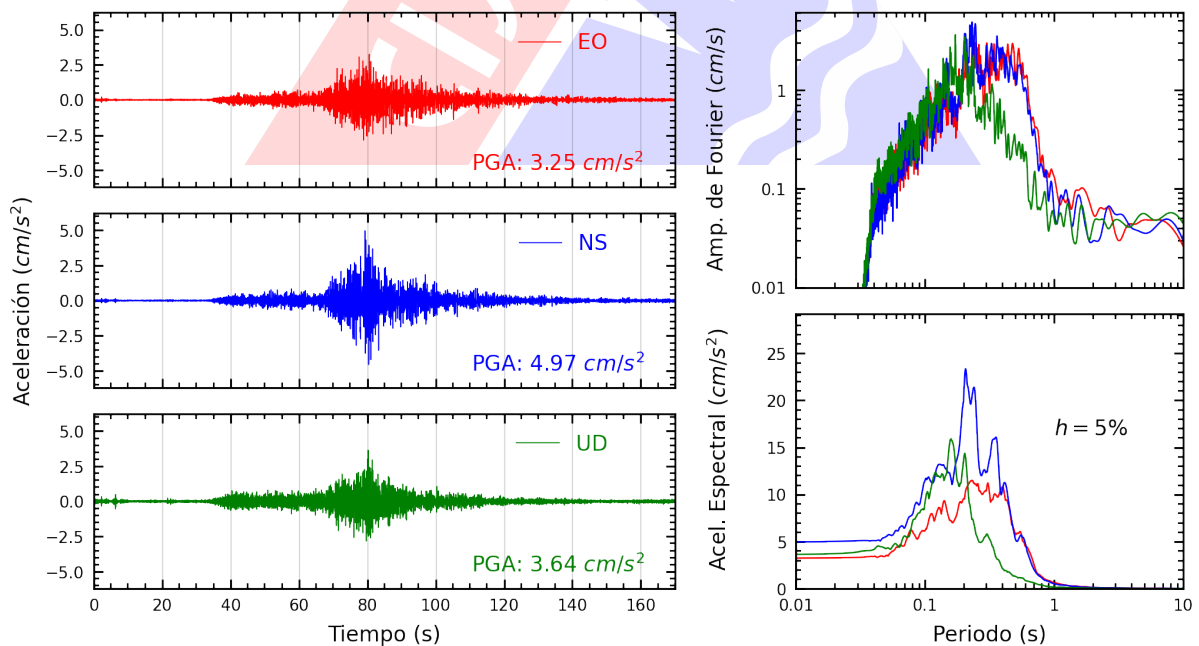 Aceleración (cm/s²)
5.0
2.5
0.0
−2.5
−5.0
EO
PGA: 3.25 cm/s²
5.0
2.5
0.0
−2.5
−5.0
NS
PGA: 4.97 cm/s²
5.0
2.5
0.0
−2.5
−5.0
UD
PGA: 3.64 cm/s²
0 20 40 60 80 100 120 140 160
Tiempo (s)
Amp. de Fourier (cm/s)
1
0.1
0.01
Acel. Espectral (cm/s²)
25
20
15
10
5
0
h = 5%
0.01 0.1 1 10
Periodo (s)